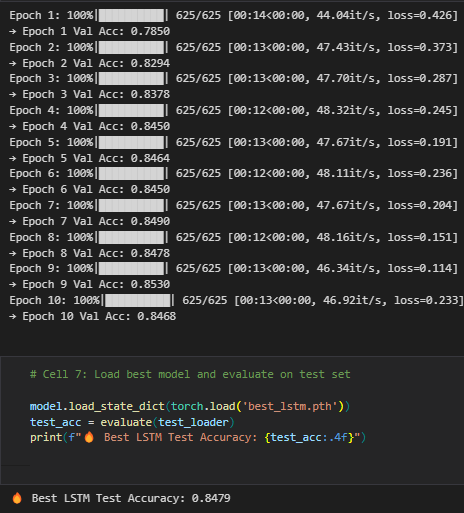 Epoch 1: 100%|██████████| 625/625 [00:14<00:00, 44.04it/s, loss=0.426]
→ Epoch 1 Val Acc: 0.7850
Epoch 2: 100%|██████████| 625/625 [00:13<00:00, 47.43it/s, loss=0.373]
→ Epoch 2 Val Acc: 0.8294
Epoch 3: 100%|██████████| 625/625 [00:13<00:00, 47.70it/s, loss=0.287]
→ Epoch 3 Val Acc: 0.8378
Epoch 4: 100%|██████████| 625/625 [00:12<00:00, 48.32it/s, loss=0.245]
→ Epoch 4 Val Acc: 0.8450
Epoch 5: 100%|██████████| 625/625 [00:13<00:00, 47.67it/s, loss=0.191]
→ Epoch 5 Val Acc: 0.8464
Epoch 6: 100%|██████████| 625/625 [00:12<00:00, 48.11it/s, loss=0.236]
→ Epoch 6 Val Acc: 0.8450
Epoch 7: 100%|██████████| 625/625 [00:13<00:00, 47.67it/s, loss=0.204]
→ Epoch 7 Val Acc: 0.8490
Epoch 8: 100%|██████████| 625/625 [00:12<00:00, 48.16it/s, loss=0.151]
→ Epoch 8 Val Acc: 0.8478
Epoch 9: 100%|██████████| 625/625 [00:13<00:00, 46.34it/s, loss=0.114]
→ Epoch 9 Val Acc: 0.8530
Epoch 10: 100%|██████████| 625/625 [00:13<00:00, 46.92it/s, loss=0.233]
→ Epoch 10 Val Acc: 0.8468
# Cell 7: Load best model and evaluate on test set
model.load_state_dict(torch.load('best_lstm.pth'))
test_acc = evaluate(test_loader)
print(f"🔥 Best LSTM Test Accuracy: {test_acc:.4f}")
🔥 Best LSTM Test Accuracy: 0.8479